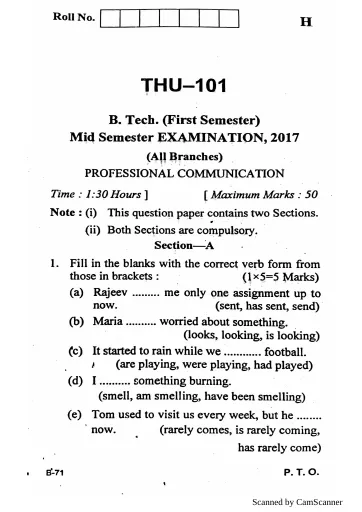 Roll No.
H
THU–101
B. Tech. (First Semester)
Mid Semester EXAMINATION, 2017
(All Branches)
PROFESSIONAL COMMUNICATION
Time : 1:30 Hours ] [ Maximum Marks : 50
Note : (i) This question paper contains two Sections.
(ii) Both Sections are compulsory.
Section—A
1. Fill in the blanks with the correct verb form from
those in brackets : (1×5=5 Marks)
(a) Rajeev ......... me only one assignment up to
now. (sent, has sent, send)
(b) Maria .......... worried about something.
(looks, looking, is looking)
(c) It started to rain while we ............ football.
(are playing, were playing, had played)
(d) I .......... something burning.
(smell, am smelling, have been smelling)
(e) Tom used to visit us every week, but he ........
now. (rarely comes, is rarely coming,
has rarely come)
B-71 P. T. O.
Scanned by CamScanner